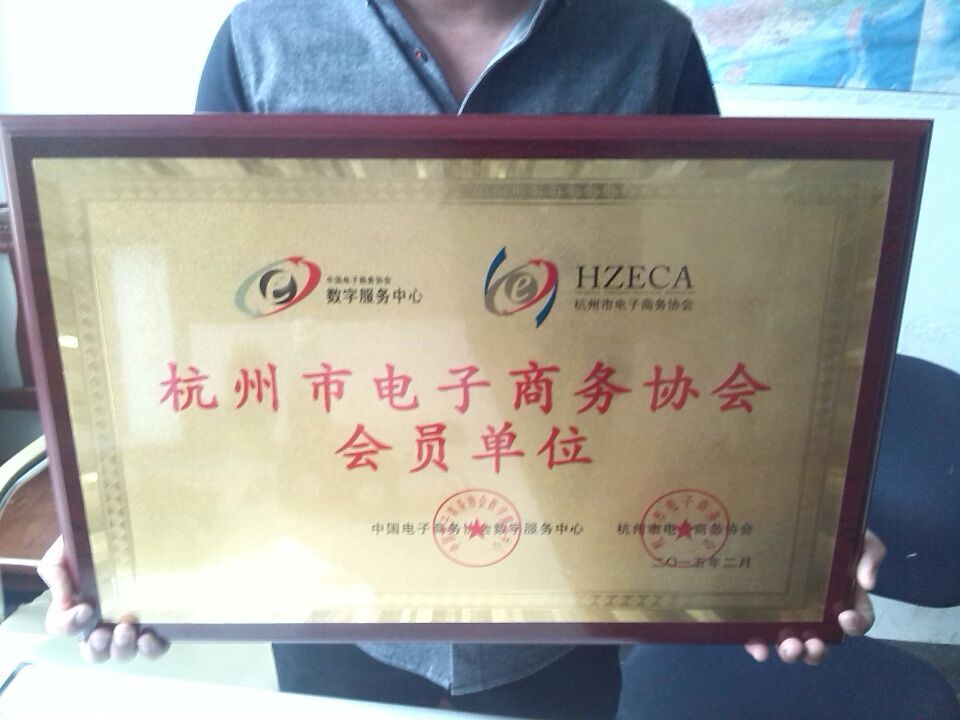 中国电子商务协会
数字服务中心
HZECA
杭州市电子商务协会
杭州市电子商务协会
会员单位
中国电子商务协会数字服务中心 杭州市电子商务协会
二〇一五年二月